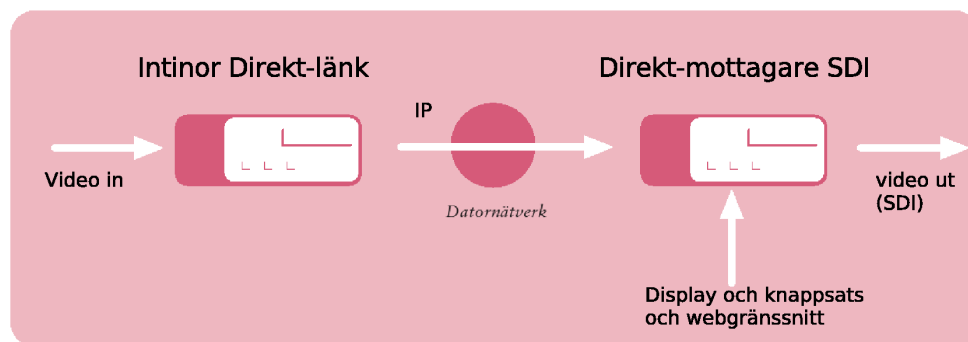 Intinor Direkt-länk
Direkt-mottagare SDI
IP
Video in
Datornätverk
video ut
(SDI)
Display och knappsats
och webgränssnitt